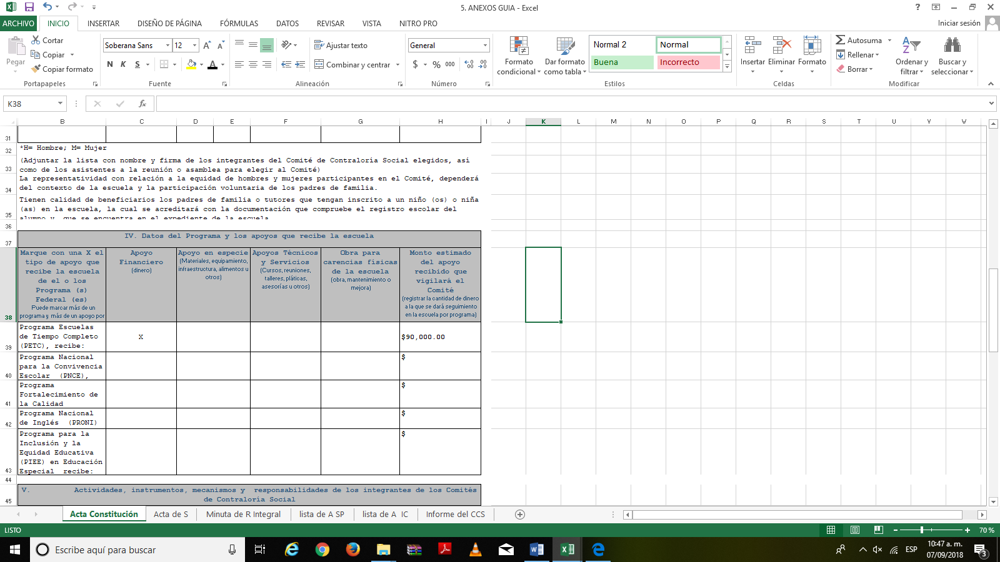 5. ANEXOS GUIA - Excel
ARCHIVO INICIO INSERTAR DISEÑO DE PÁGINA FÓRMULAS DATOS REVISAR VISTA NITRO PRO Iniciar sesión
Pegar
Cortar
Copiar
Copiar formato
Portapapeles
Soberana Sans 12
N K S
Fuente
Ajustar texto
Combinar y centrar
Alineación
General
$ % 000
Número
Formato condicional
Dar formato como tabla
Normal 2 Normal
Buena Incorrecto
Estilos
Insertar Eliminar Formato
Celdas
Autosuma
Rellenar
Borrar
Ordenar y filtrar
Buscar y seleccionar
Modificar
K38
fx
B C D E F G H I J K L M N O P Q R S T U V W
31
32 *H= Hombre; M= Mujer
(Adjuntar la lista con nombre y firma de los integrantes del Comité de Contraloría Social elegidos, así
33 como de los asistentes a la reunión o asamblea para elegir al Comité)
La representatividad con relación a la equidad de hombres y mujeres participantes en el Comité, dependerá
34 del contexto de la escuela y la participación voluntaria de los padres de familia.
Tienen calidad de beneficiarios los padres de familia o tutores que tengan inscrito a un niño (os) o niña
(as) en la escuela, la cual se acreditará con la documentación que compruebe el registro escolar del
35 alumno y  que se encuentra en el expediente de la escuela
36
37 IV. Datos del Programa y los apoyos que recibe la escuela
38
Marque con una X el
tipo de apoyo que
recibe la escuela
de el o los
Programa (s)
Federal (es)
Puede marcar más de un
programa y más de un apoyo por
Apoyo
Financiero
(dinero)
Apoyo en especie
(Materiales, equipamiento,
infraestructura, alimentos u
otros)
Apoyos Técnicos
y Servicios
(Cursos, reuniones,
talleres, pláticas,
asesorías u otros)
Obra para
carencias físicas
de la escuela
(obra, mantenimiento o
mejora)
Monto estimado
del apoyo
recibido que
vigilará el
Comité
(registrar la cantidad de dinero
a la que se dará seguimiento
en la escuela por programa)
39
Programa Escuelas
de Tiempo Completo
(PETC), recibe:
X
$90,000.00
40
Programa Nacional
para la Convivencia
Escolar  (PNCE),
$
41
Programa
Fortalecimiento de
la Calidad
$
42
Programa Nacional
de Inglés  (PRONI)
$
43
Programa para la
Inclusión y la
Equidad Educativa
(PIEE) en Educación
Especial  recibe:
$
44
45
V. Actividades, instrumentos, mecanismos y  responsabilidades de los integrantes de los Comités
de Contraloría Social
Acta Constitución Acta de S Minuta de R Integral lista de A SP lista de A  IC Informe del CCS
LISTO 70 %
Escribe aquí para buscar
ESP
10:47 a. m.
07/09/2018
3